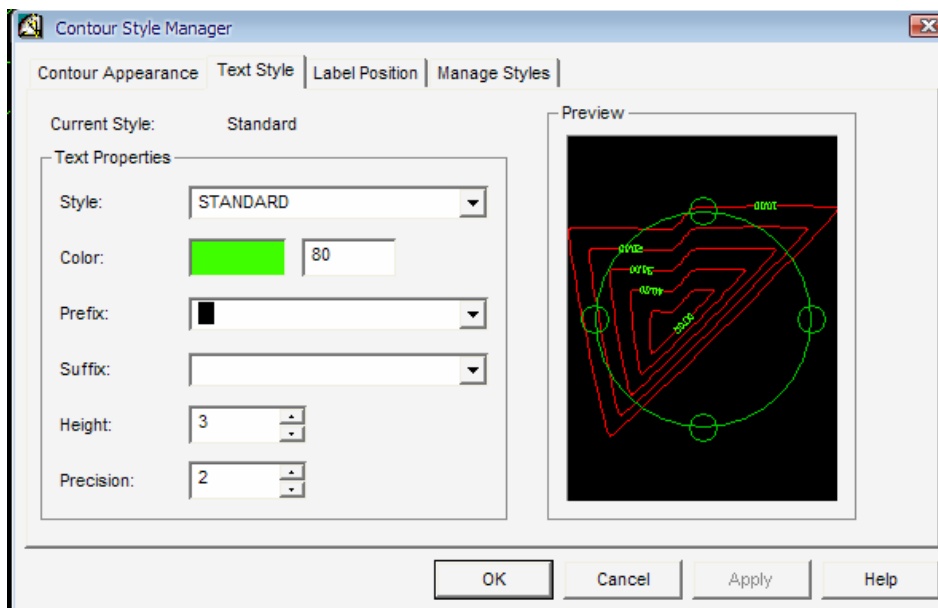 Contour Style Manager
Contour Appearance Text Style Label Position Manage Styles
Current Style: Standard
Text Properties
Style: STANDARD
Color: 80
Prefix:
Suffix:
Height: 3
Precision: 2
Preview
OK Cancel Apply Help